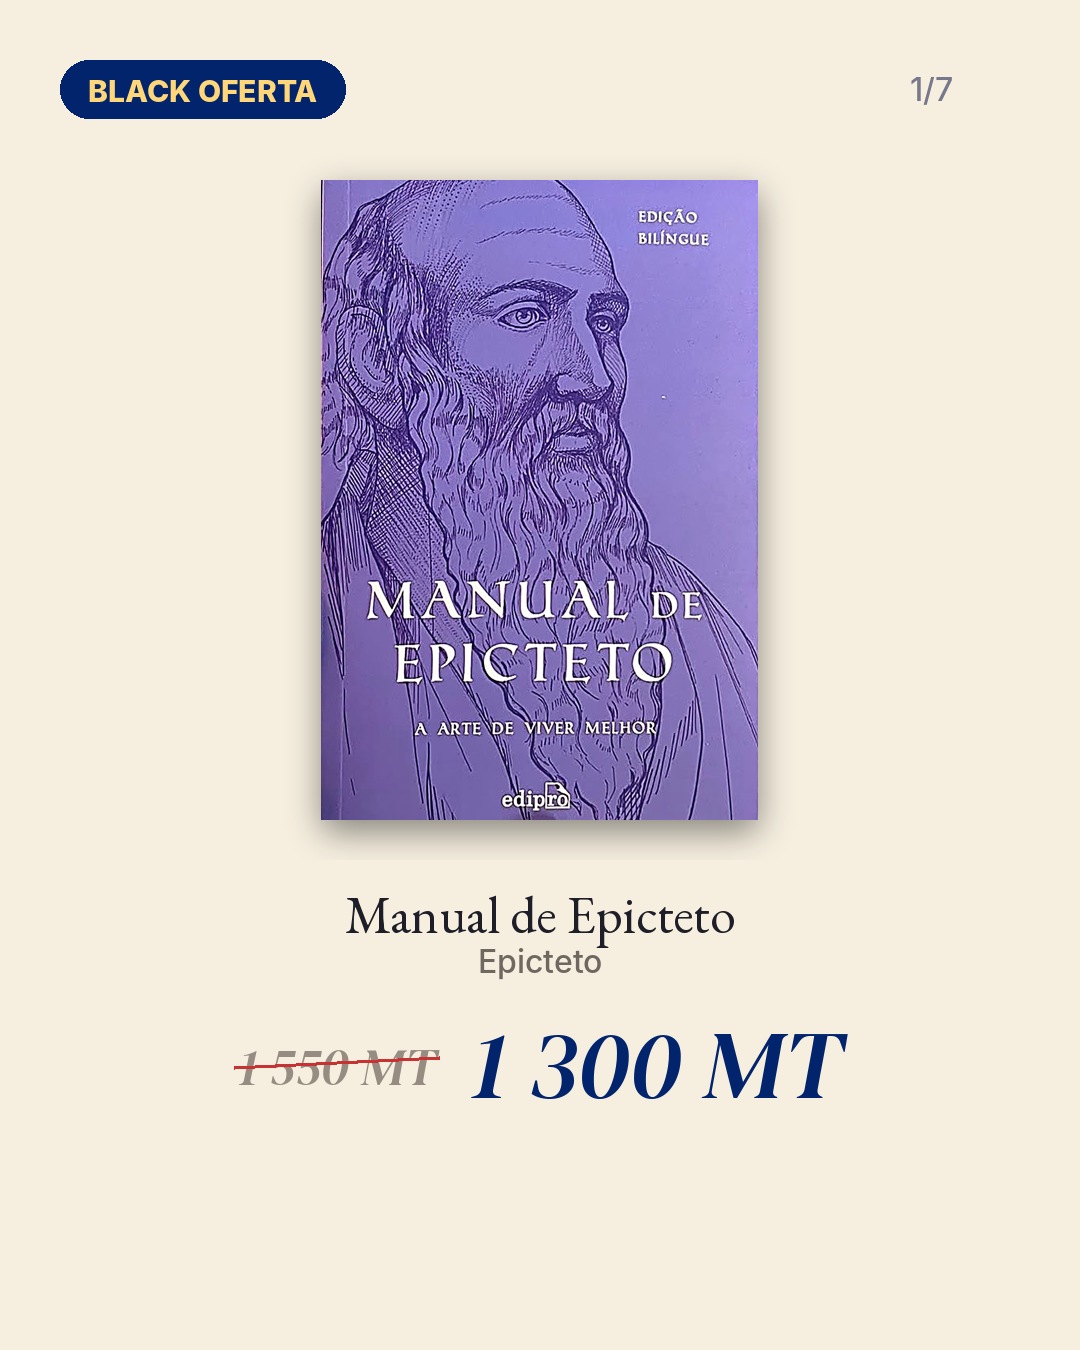 BLACK OFERTA
1/7
EDIÇÃO
BILÍNGUE
MANUAL DE
EPICTETO
A ARTE DE VIVER MELHOR
edipro
Manual de Epicteto
Epicteto
1 550 MT 1 300 MT